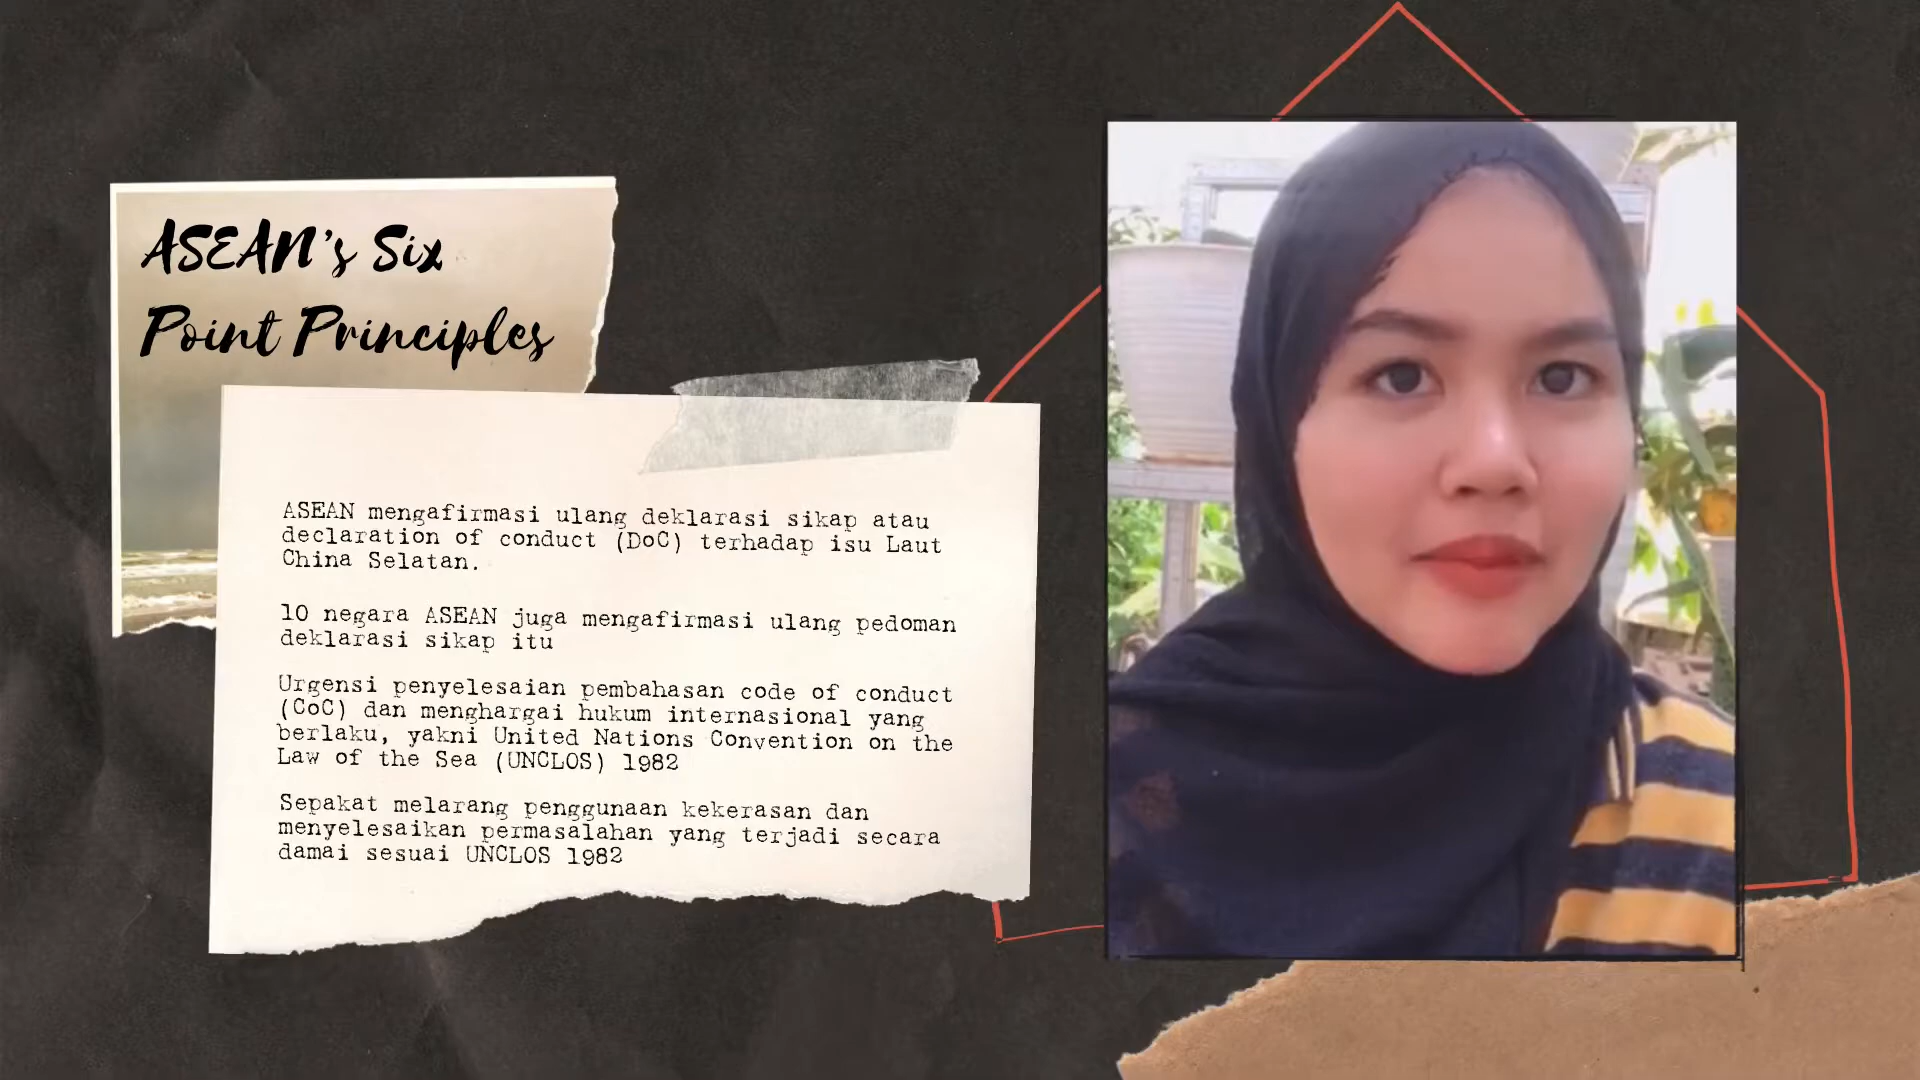 ASEAN's Six
Point Principles
ASEAN mengafirmasi ulang deklarasi sikap atau
declaration of conduct (DoC) terhadap isu Laut
China Selatan.
10 negara ASEAN juga mengafirmasi ulang pedoman
deklarasi sikap itu
Urgensi penyelesaian pembahasan code of conduct
(CoC) dan menghargai hukum internasional yang
berlaku, yakni United Nations Convention on the
Law of the Sea (UNCLOS) 1982
Sepakat melarang penggunaan kekerasan dan
menyelesaikan permasalahan yang terjadi secara
damai sesuai UNCLOS 1982